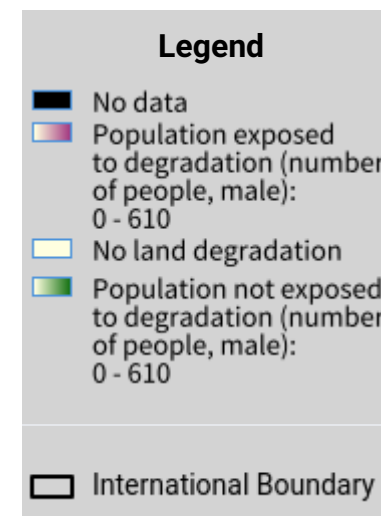 Legend
No data
Population exposed
to degradation (number
of people, male):
0 - 610
No land degradation
Population not exposed
to degradation (number
of people, male):
0 - 610
International Boundary